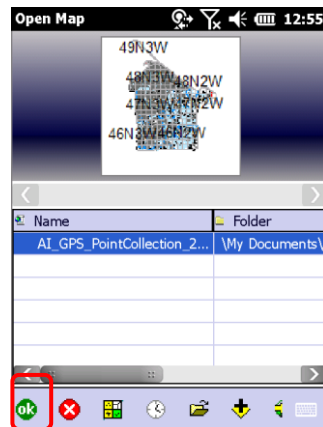 Open Map 12:55
49N3W
48N3W 48N2W
47N3W 47N2W
46N3W 46N2W
Name Folder
AI_GPS_PointCollection_2... \My Documents\
ok